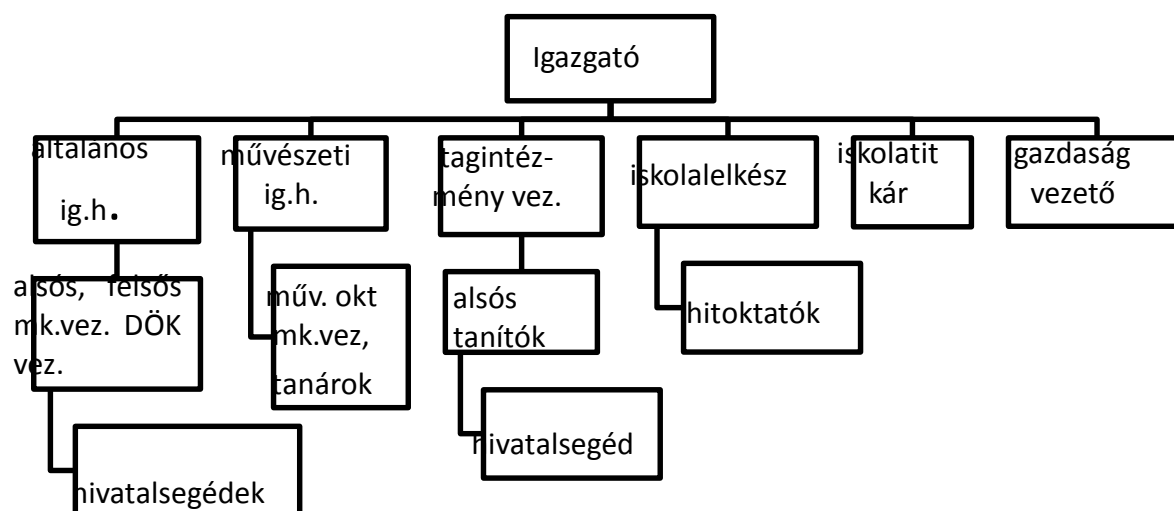 Igazgató
általános
ig.h.
művészeti
ig.h.
tagintéz-
mény vez.
iskolalelkész
iskolatit
kár
gazdaság
vezető
alsós, felsős
mk.vez. DÖK
vez.
műv. okt
mk.vez,
tanárok
alsós
tanítók
hitoktatók
hivatalsegéd
hivatalsegédek